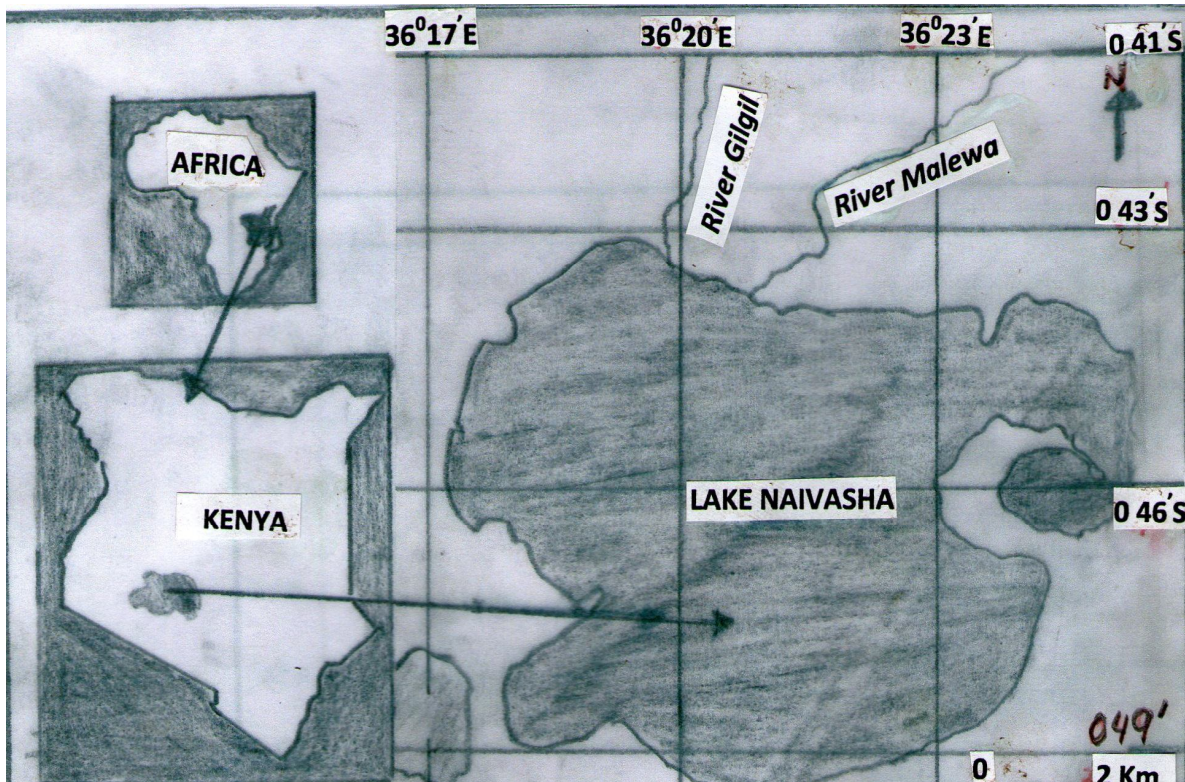 36⁰17'E
36⁰20'E
36⁰23'E
0 41'S
N
AFRICA
River Gilgil
River Malewa
0 43'S
LAKE NAIVASHA
KENYA
0 46'S
049'
0
2 Km